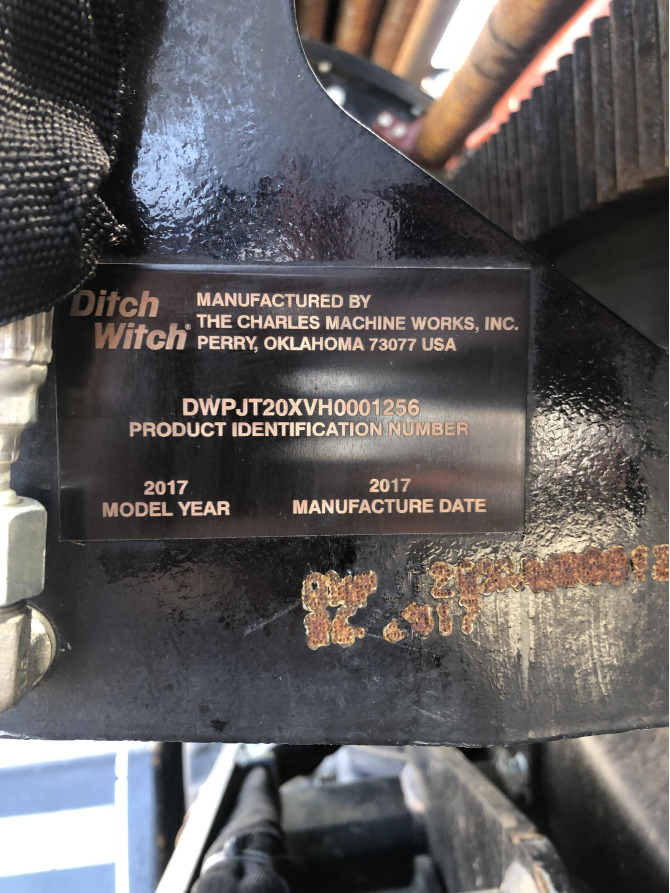 Ditch
Witch®
MANUFACTURED BY
THE CHARLES MACHINE WORKS, INC.
PERRY, OKLAHOMA 73077 USA
DWPJT20XVH0001256
PRODUCT IDENTIFICATION NUMBER
2017
MODEL YEAR
2017
MANUFACTURE DATE